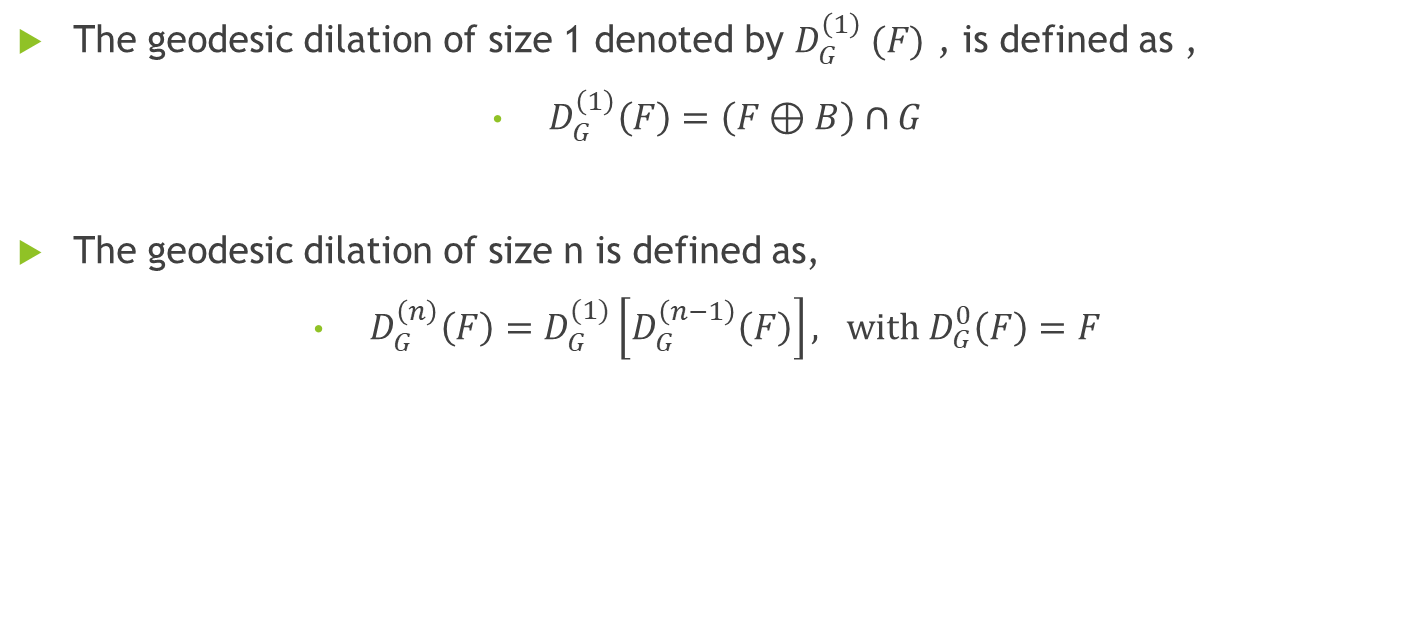 The geodesic dilation of size 1 denoted by D_G^(1) (F) , is defined as ,
D_G^(1) (F) = (F ⊕ B) ∩ G
The geodesic dilation of size n is defined as,
D_G^(n) (F) = D_G^(1) [D_G^(n−1) (F)], with D_G^0 (F) = F